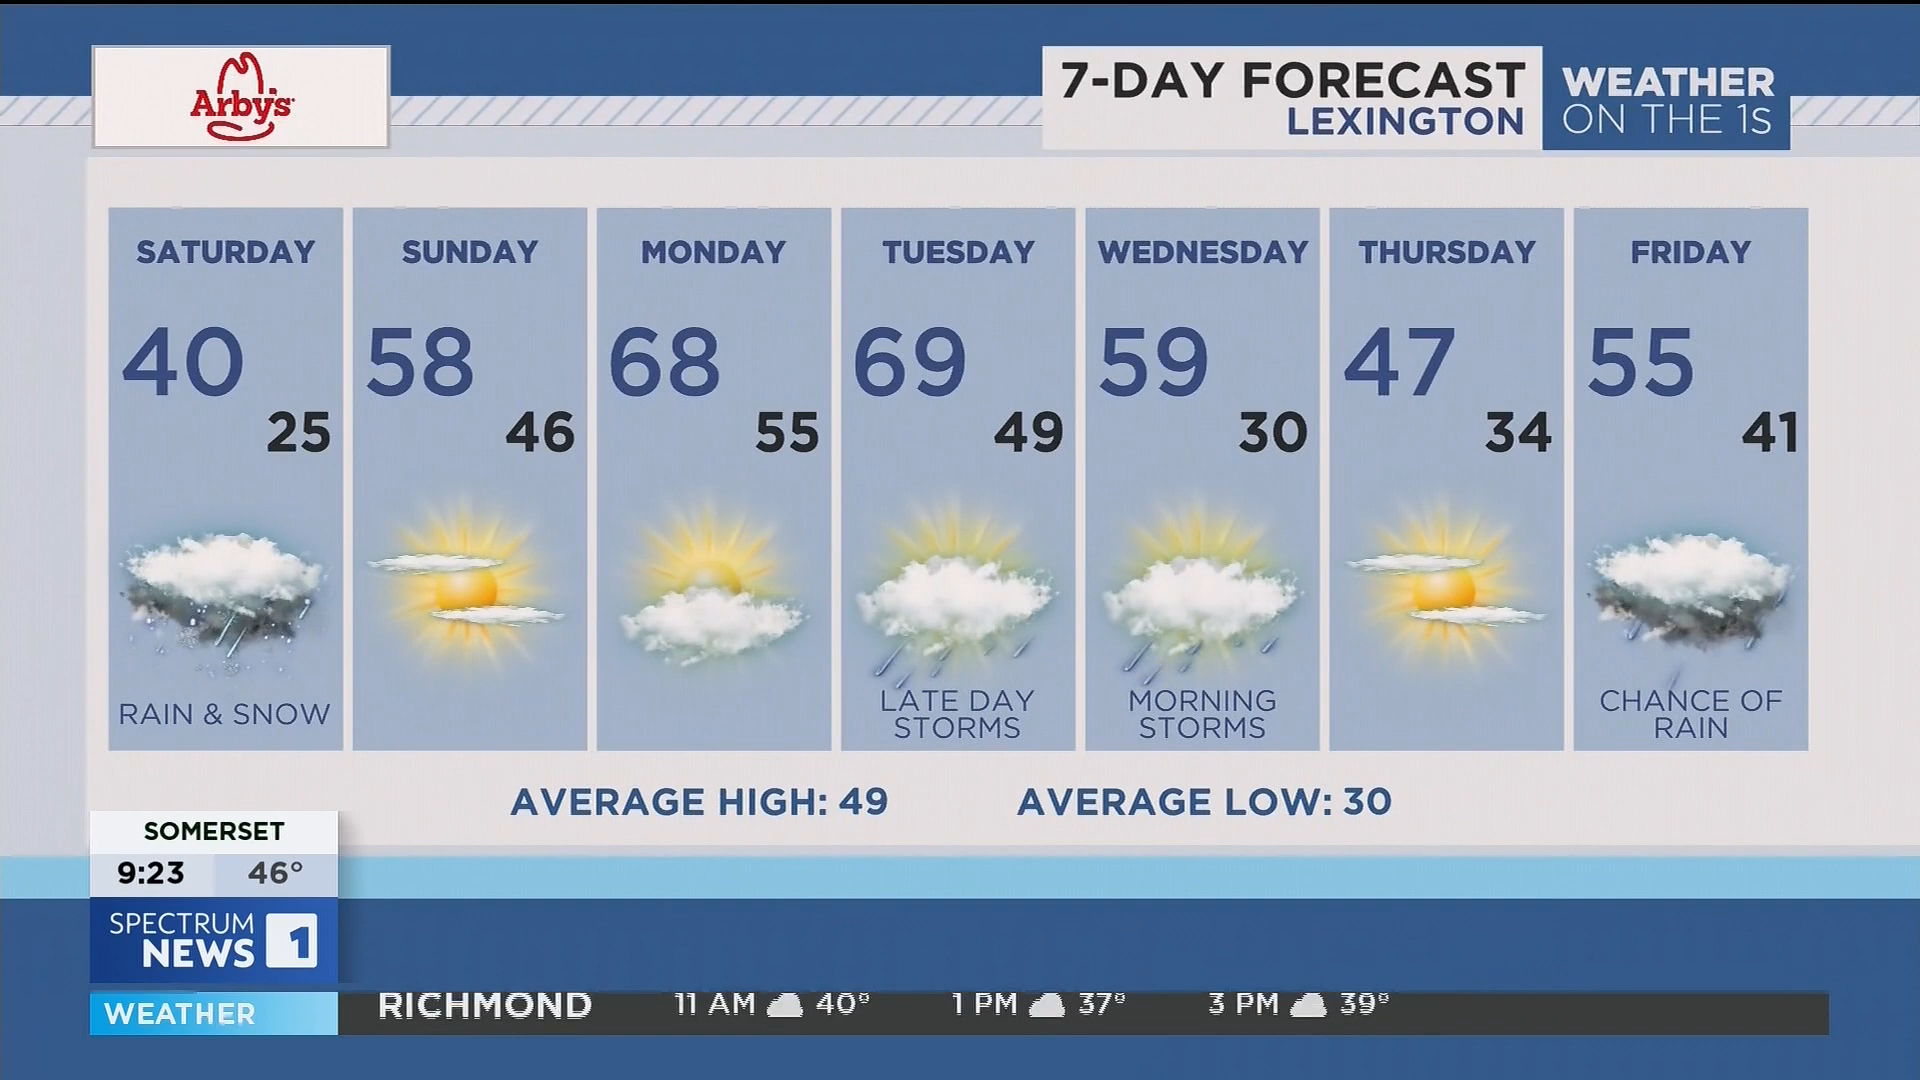 Arby's
7-DAY FORECAST
LEXINGTON
WEATHER
ON THE 1S
SATURDAY
40
25
RAIN & SNOW
SUNDAY
58
46
MONDAY
68
55
TUESDAY
69
49
LATE DAY
STORMS
WEDNESDAY
59
30
MORNING
STORMS
THURSDAY
47
34
FRIDAY
55
41
CHANCE OF
RAIN
AVERAGE HIGH: 49
AVERAGE LOW: 30
SOMERSET
9:23 46°
SPECTRUM
NEWS 1
WEATHER
RICHMOND 11 AM 40° 1 PM 37° 3 PM 39°